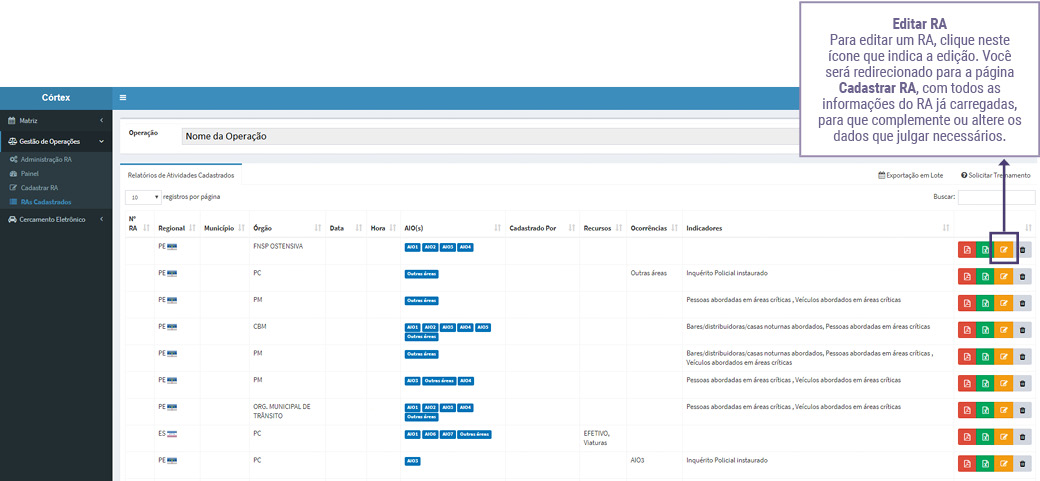 Editar RA
Para editar um RA, clique neste
ícone que indica a edição. Você
será redirecionado para a página
Cadastrar RA, com todos as
informações do RA já carregadas,
para que complemente ou altere os
dados que julgar necessários.
Córtex
Matriz
Gestão de Operações
Administração RA
Painel
Cadastrar RA
RAs Cadastrados
Cercamento Eletrônico
Operação
Nome da Operação
Relatórios de Atividades Cadastrados
Exportação em Lote
Solicitar Treinamento
10 registros por página
Buscar:
Nº RA Regional Município Órgão Data Hora AIO(s) Cadastrado Por Recursos Ocorrências Indicadores
PE FNSP OSTENSIVA AIO1 AIO2 AIO3 AIO4
PE PC Outras áreas Outras áreas Inquérito Policial instaurado
PE PM Outras áreas Pessoas abordadas em áreas críticas , Veículos abordados em áreas críticas
PE CBM AIO1 AIO2 AIO3 AIO4 AIO5 Bares/distribuidoras/casas noturnas abordados, Pessoas abordadas em áreas críticas
Outras áreas
PE PM Outras áreas Bares/distribuidoras/casas noturnas abordados, Pessoas abordadas em áreas críticas ,
Veículos abordados em áreas críticas
PE PM AIO3 Outras áreas AIO4 Pessoas abordadas em áreas críticas , Veículos abordados em áreas críticas
PE ORG. MUNICIPAL DE AIO1 AIO2 AIO3 AIO4 Pessoas abordadas em áreas críticas , Veículos abordados em áreas críticas
TRÂNSITO Outras áreas
ES PC AIO1 AIO6 AIO7 Outras áreas EFETIVO,
Viaturas
PE PC AIO3 AIO3 Inquérito Policial instaurado